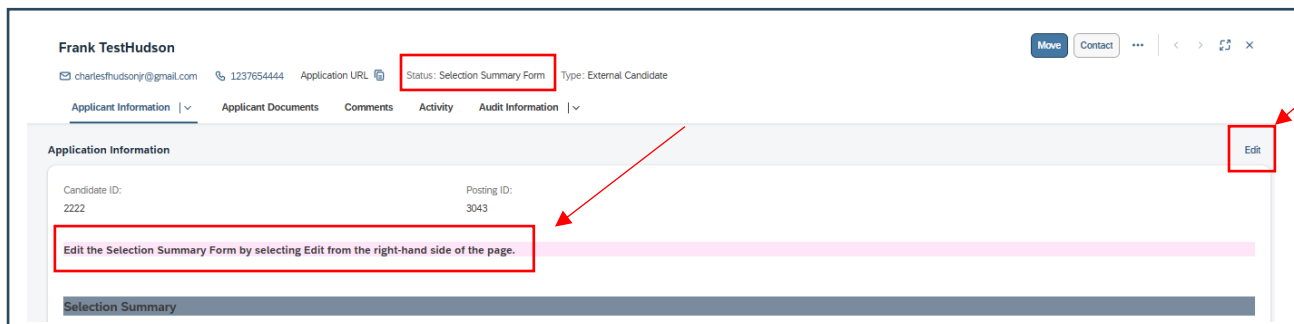 Frank TestHudson
Move Contact
charlesfhudsonjr@gmail.com 1237654444 Application URL Status: Selection Summary Form Type: External Candidate
Applicant Information Applicant Documents Comments Activity Audit Information
Application Information Edit
Candidate ID: Posting ID:
2222 3043
Edit the Selection Summary Form by selecting Edit from the right-hand side of the page.
Selection Summary